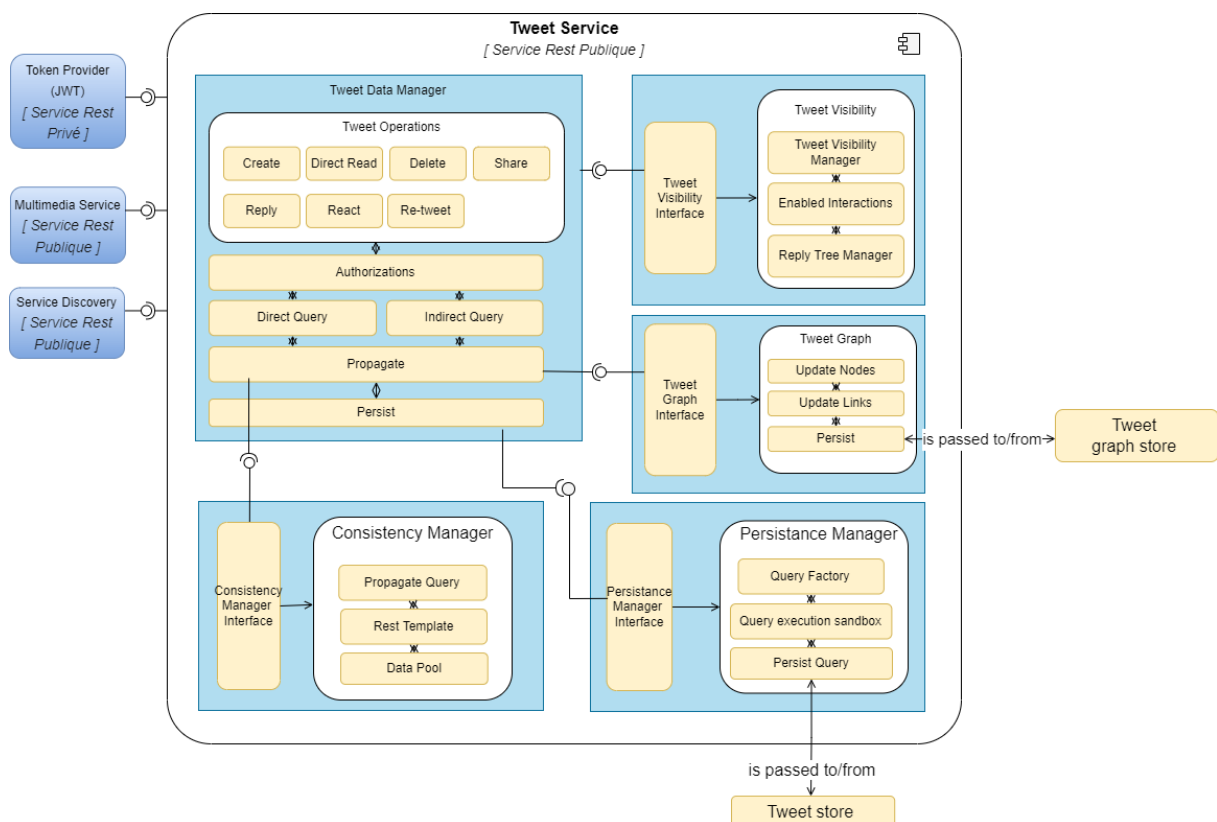 Tweet Service
[ Service Rest Publique ]
Token Provider
(JWT)
[ Service Rest
Privé ]
Multimedia Service
[ Service Rest
Publique ]
Service Discovery
[ Service Rest
Publique ]
Tweet Data Manager
Tweet Operations
Create
Direct Read
Delete
Share
Reply
React
Re-tweet
Authorizations
Direct Query
Indirect Query
Propagate
Persist
Tweet
Visibility
Interface
Tweet Visibility
Tweet Visibility
Manager
Enabled Interactions
Reply Tree Manager
Tweet
Graph
Interface
Tweet Graph
Update Nodes
Update Links
Persist
is passed to/from
Tweet
graph store
Consistency
Manager
Interface
Consistency Manager
Propagate Query
Rest Template
Data Pool
Persistance
Manager
Interface
Persistance Manager
Query Factory
Query execution sandbox
Persist Query
is passed to/from
Tweet store